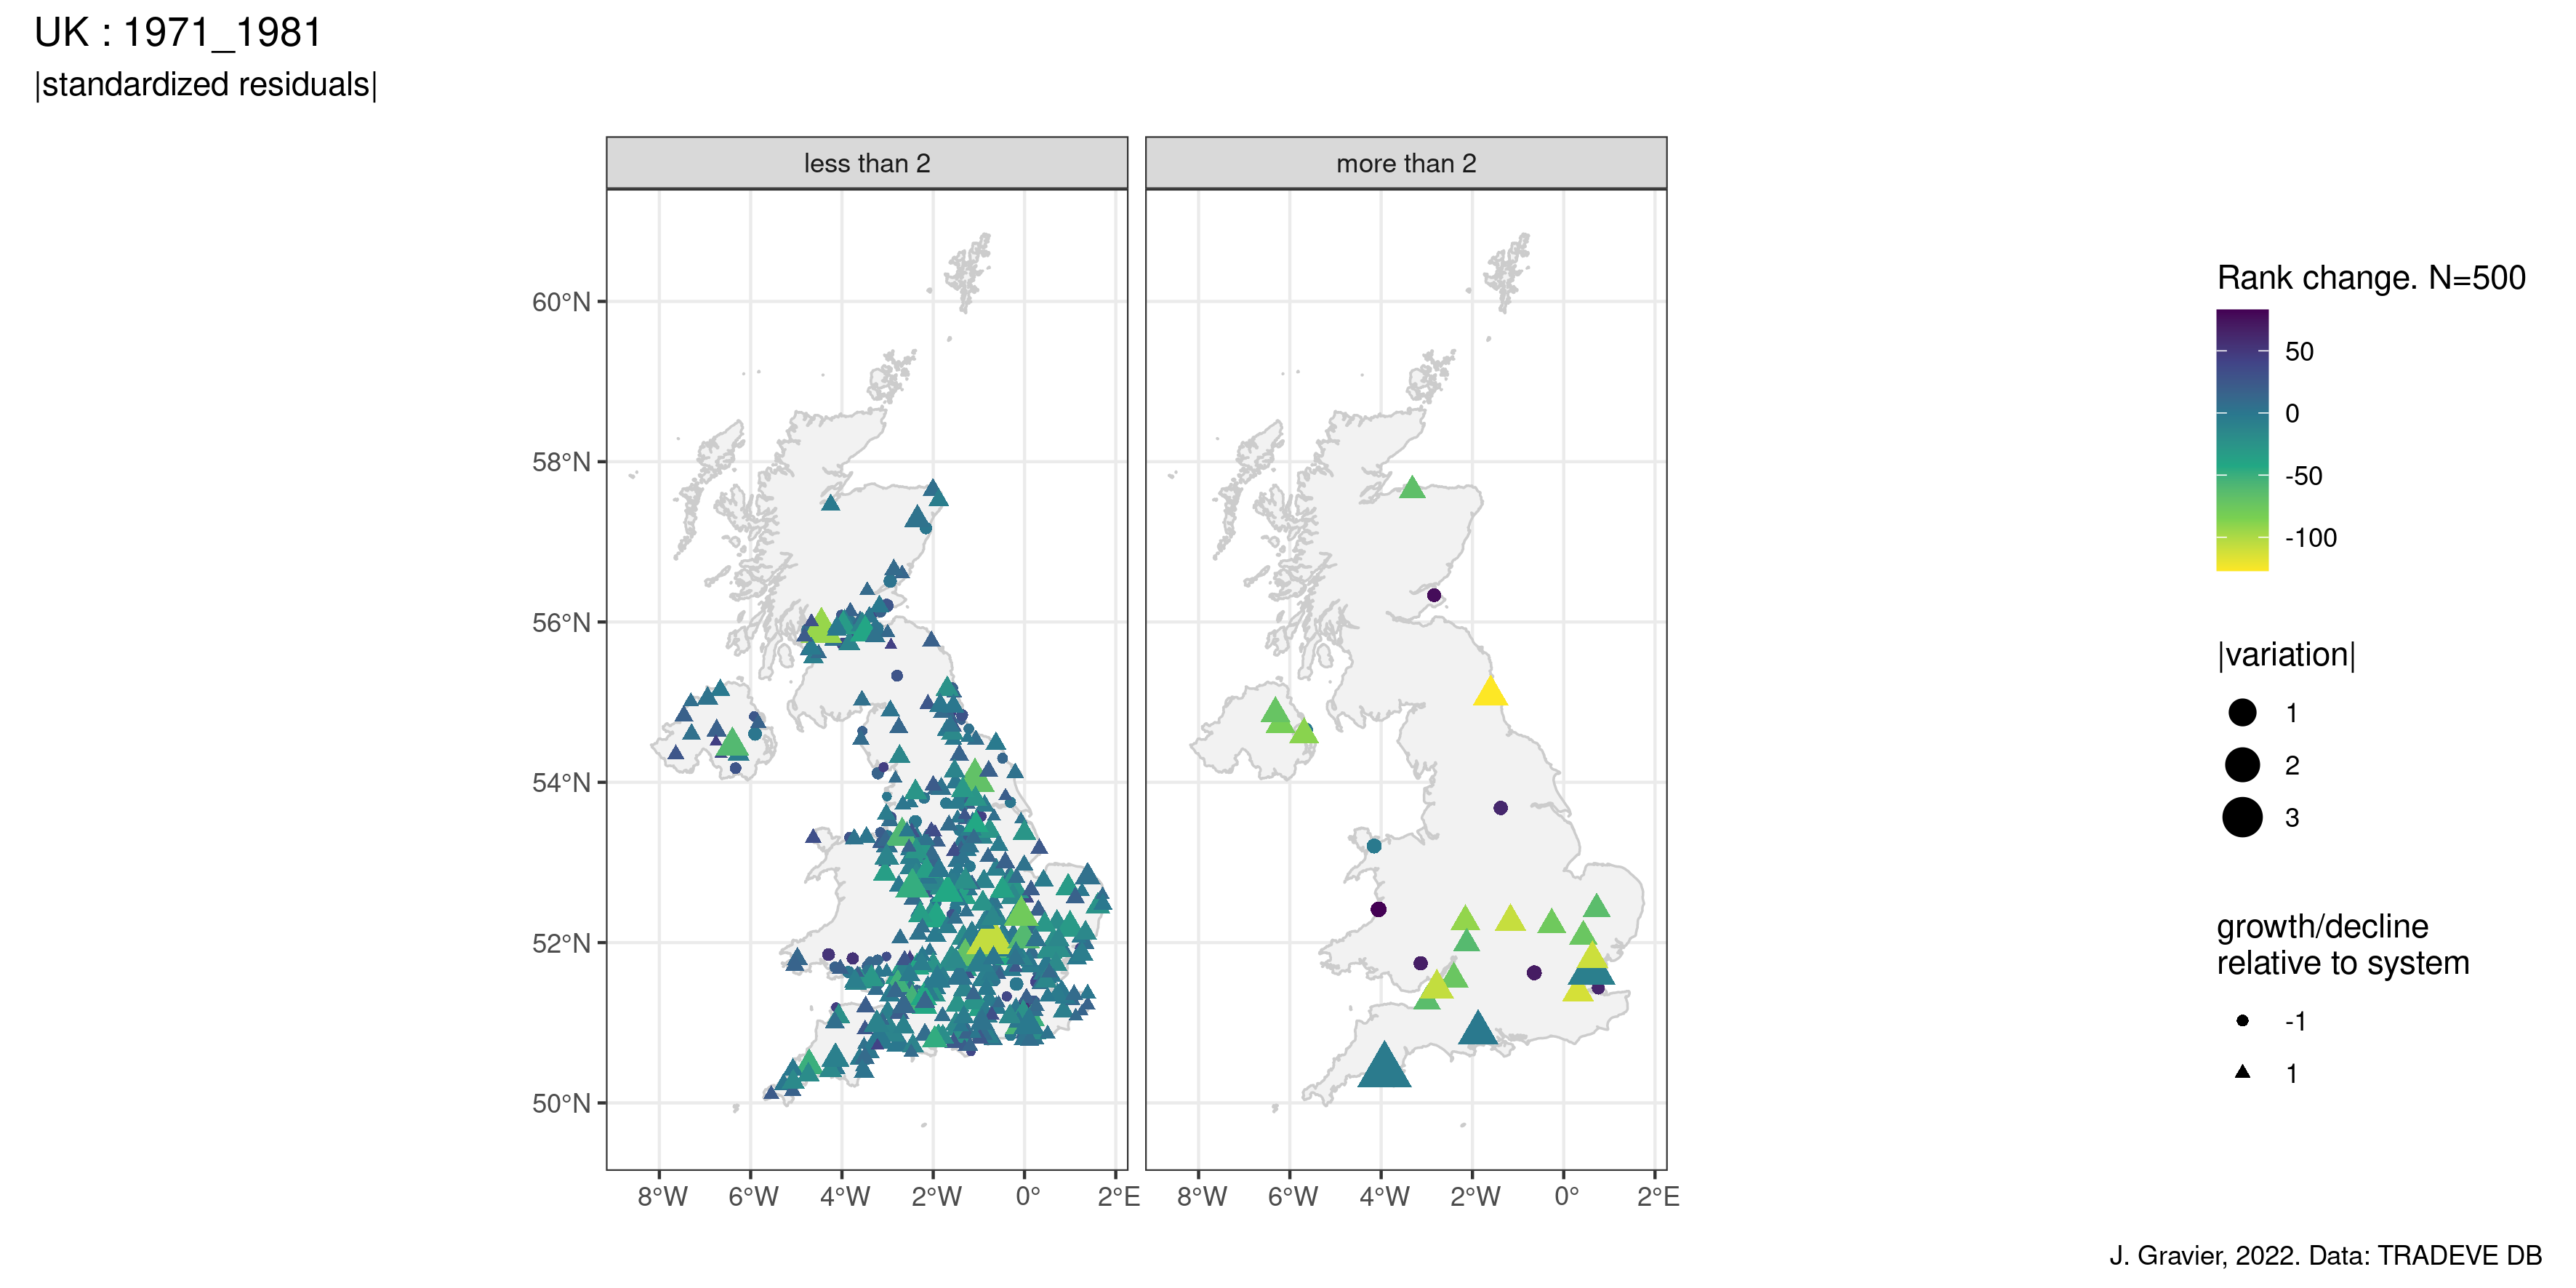 UK : 1971_1981
|standardized residuals|
less than 2
more than 2
60°N
58°N
56°N
54°N
52°N
50°N
8°W 6°W 4°W 2°W 0° 2°E
8°W 6°W 4°W 2°W 0° 2°E
Rank change. N=500
50
0
-50
-100
|variation|
1
2
3
growth/decline
relative to system
-1
1
J. Gravier, 2022. Data: TRADEVE DB